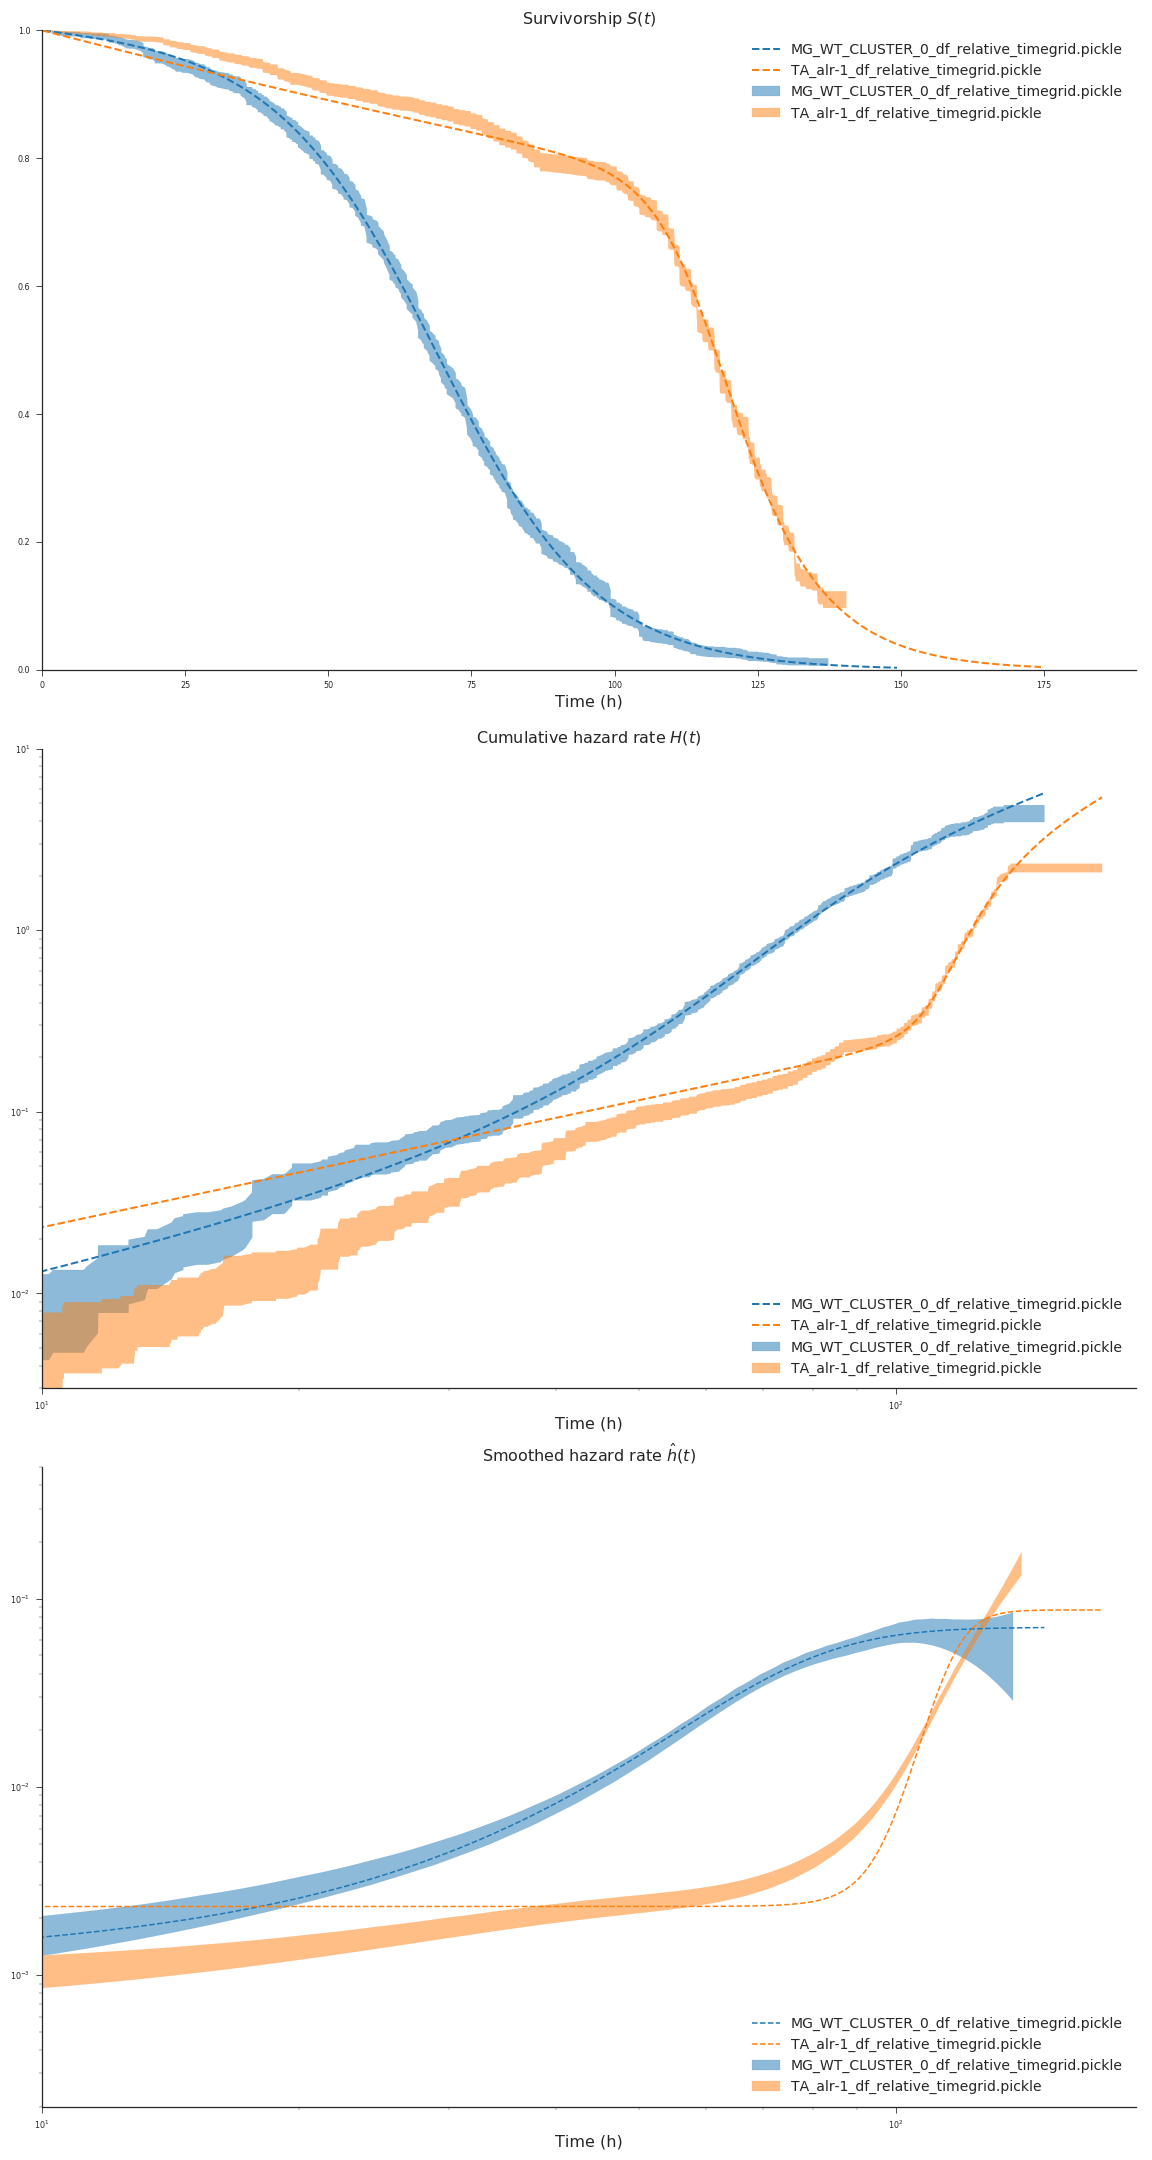 Survivorship S(t)
1.0
0.8
0.6
0.4
0.2
0.0
MG_WT_CLUSTER_0_df_relative_timegrid.pickle
TA_alr-1_df_relative_timegrid.pickle
MG_WT_CLUSTER_0_df_relative_timegrid.pickle
TA_alr-1_df_relative_timegrid.pickle
0 25 50 75 100 125 150 175
Time (h)
Cumulative hazard rate H(t)
10¹
10⁰
10⁻¹
10⁻²
MG_WT_CLUSTER_0_df_relative_timegrid.pickle
TA_alr-1_df_relative_timegrid.pickle
MG_WT_CLUSTER_0_df_relative_timegrid.pickle
TA_alr-1_df_relative_timegrid.pickle
10¹ 10²
Time (h)
Smoothed hazard rate ĥ(t)
10⁻¹
10⁻²
10⁻³
MG_WT_CLUSTER_0_df_relative_timegrid.pickle
TA_alr-1_df_relative_timegrid.pickle
MG_WT_CLUSTER_0_df_relative_timegrid.pickle
TA_alr-1_df_relative_timegrid.pickle
10¹ 10²
Time (h)